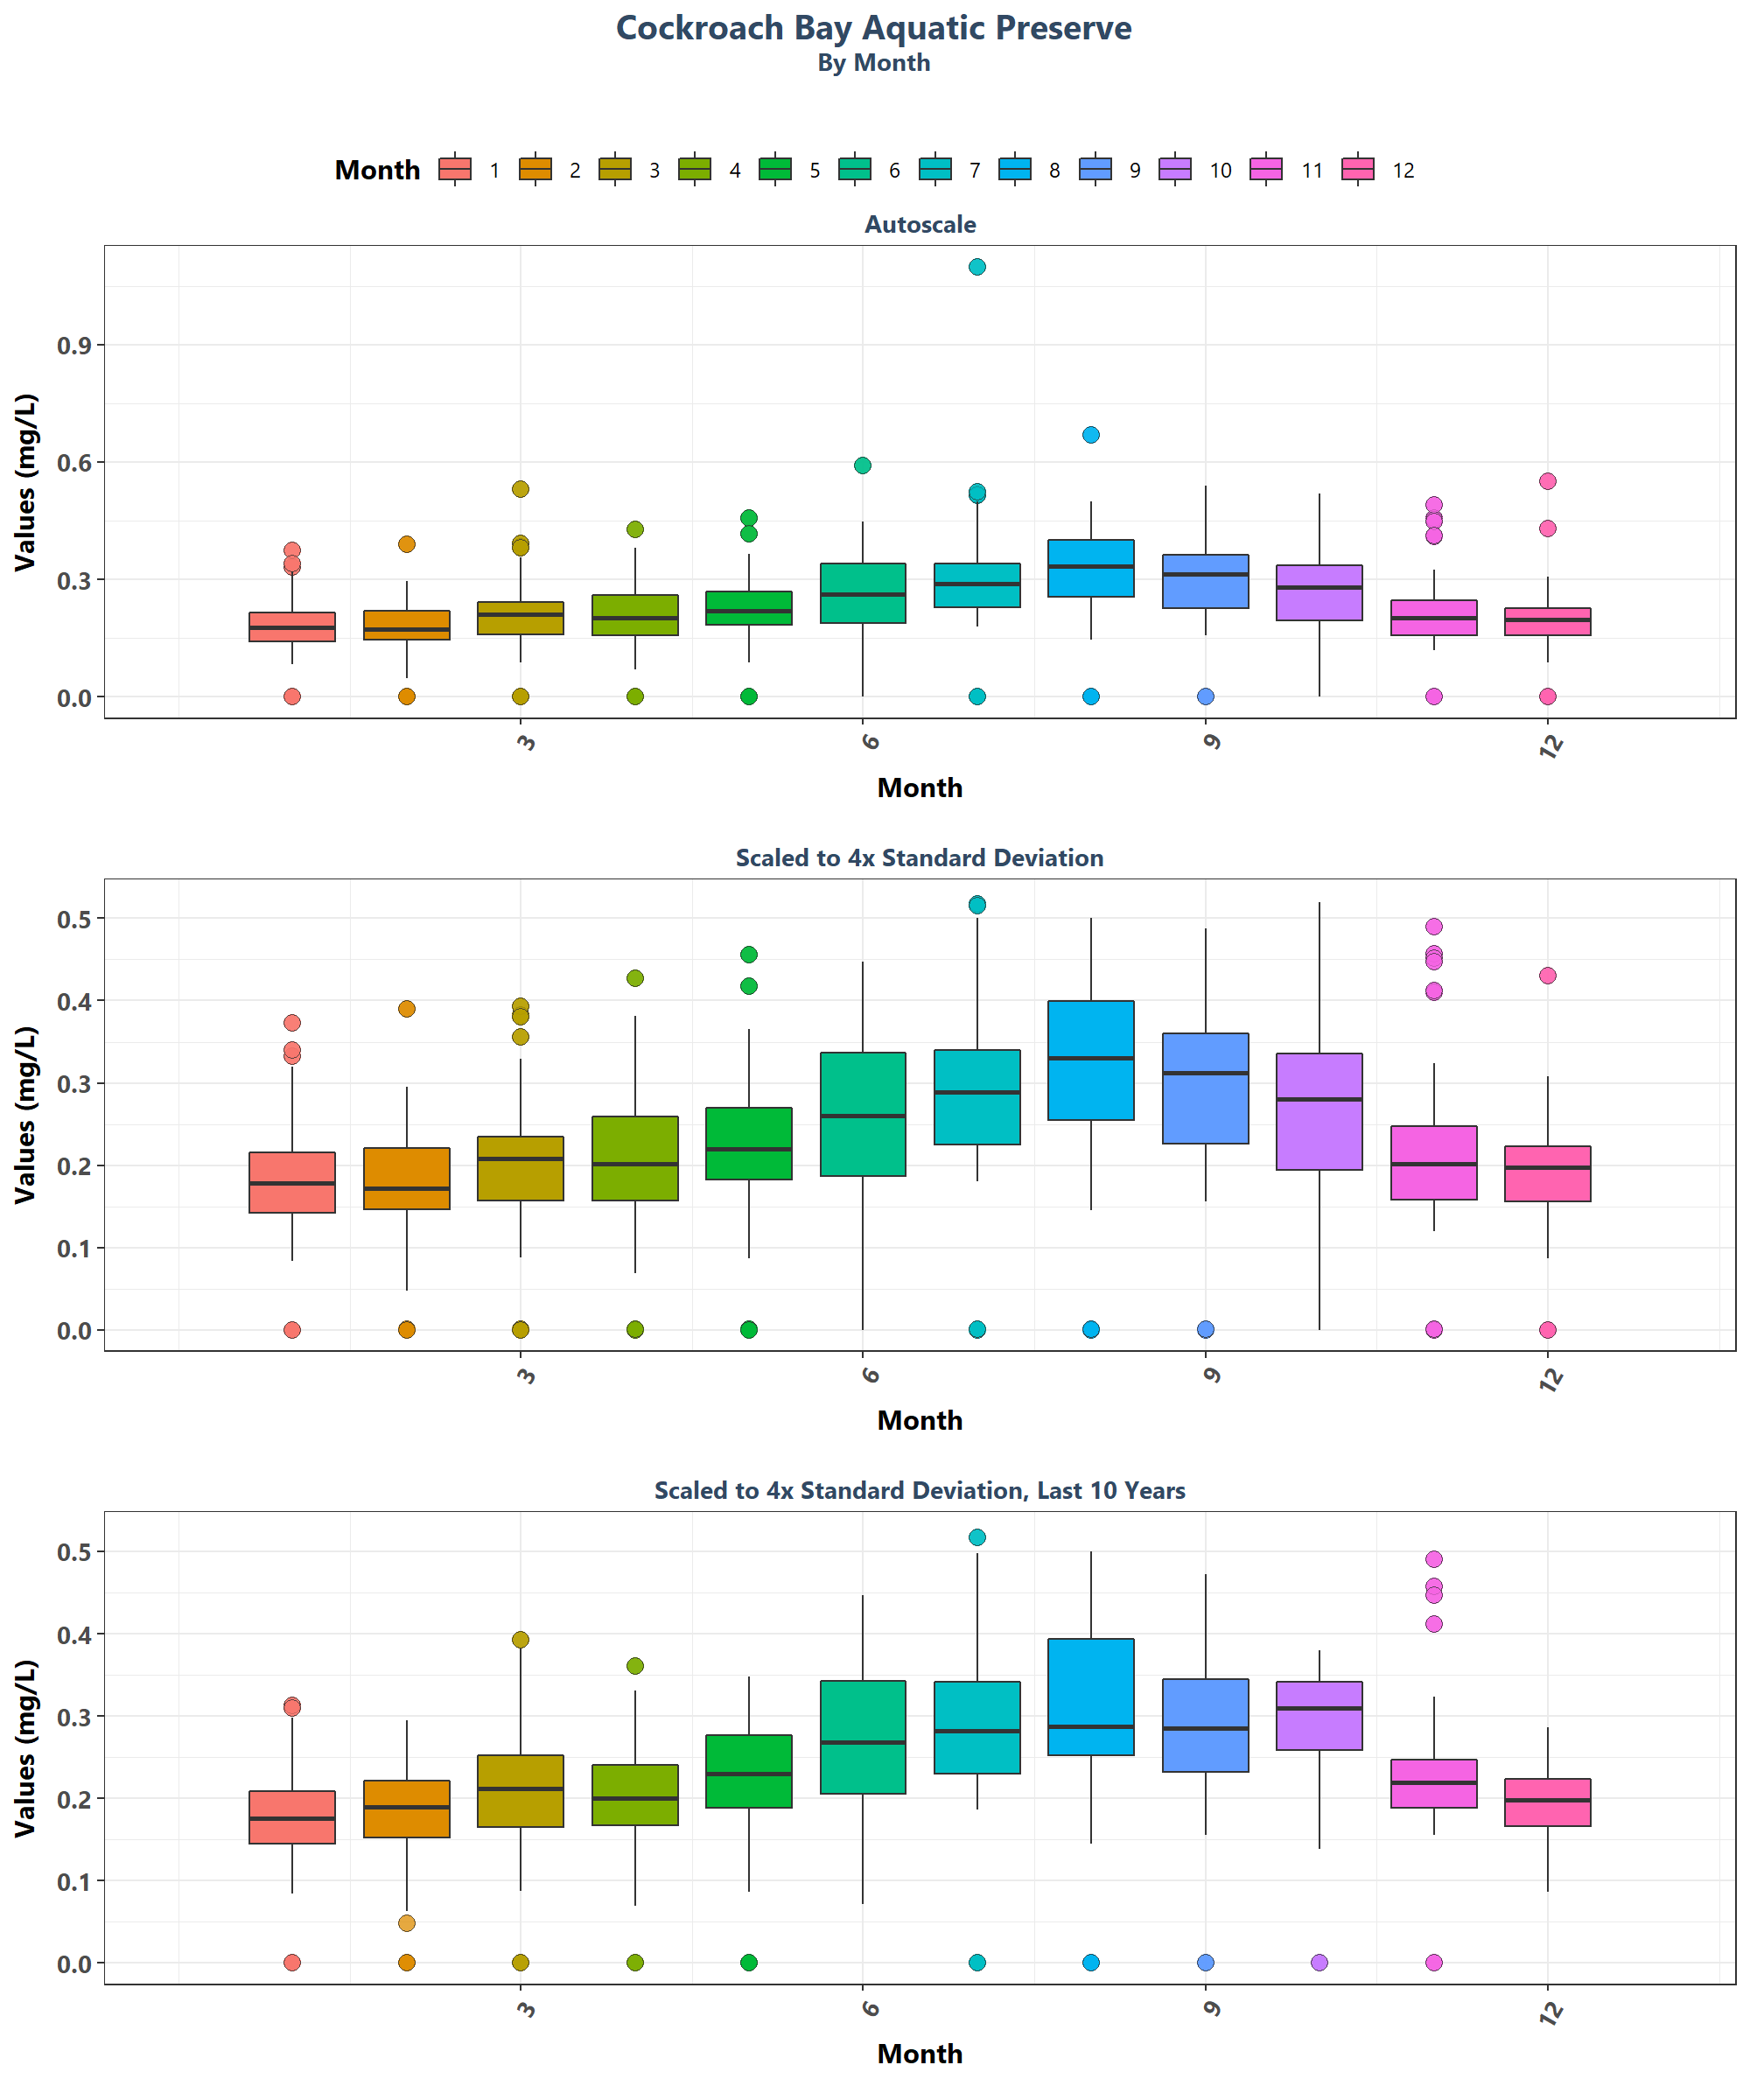 Cockroach Bay Aquatic Preserve
By Month
Month 1 2 3 4 5 6 7 8 9 10 11 12
Autoscale
Values (mg/L)
0.9
0.6
0.3
0.0
3 6 9 12
Month
Scaled to 4x Standard Deviation
Values (mg/L)
0.5
0.4
0.3
0.2
0.1
0.0
3 6 9 12
Month
Scaled to 4x Standard Deviation, Last 10 Years
Values (mg/L)
0.5
0.4
0.3
0.2
0.1
0.0
3 6 9 12
Month